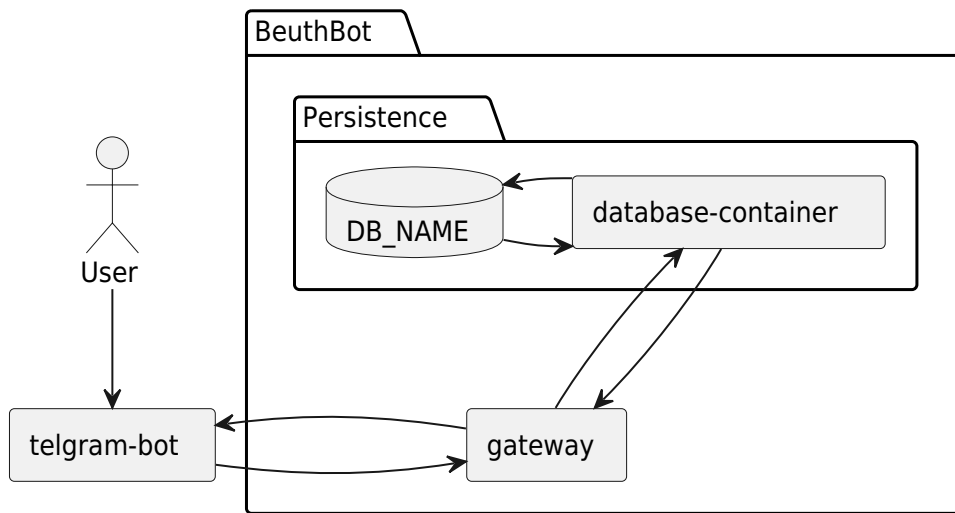 BeuthBot
Persistence
DB_NAME
database-container
User
telgram-bot
gateway